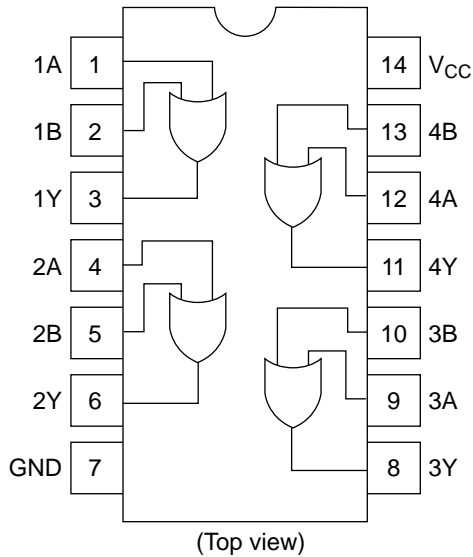 1A 1 14 VCC
1B 2 13 4B
1Y 3 12 4A
2A 4 11 4Y
2B 5 10 3B
2Y 6 9 3A
GND 7 8 3Y
(Top view)